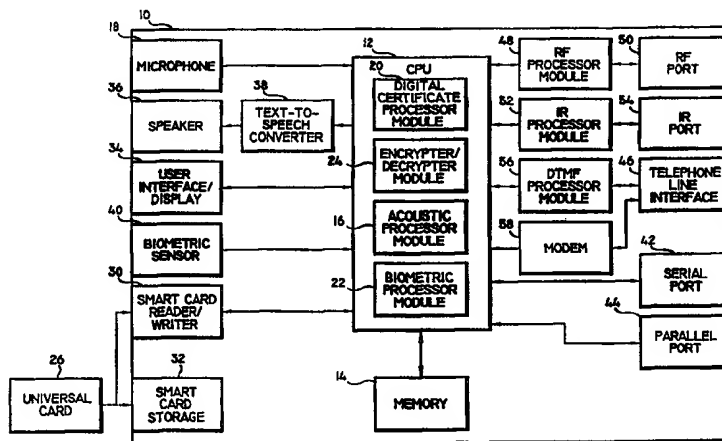 10
18
MICROPHONE
36
SPEAKER
38
TEXT-TO-
SPEECH
CONVERTER
34
USER
INTERFACE/
DISPLAY
40
BIOMETRIC
SENSOR
30
SMART CARD
READER/
WRITER
26
UNIVERSAL
CARD
32
SMART
CARD
STORAGE
12
CPU
20
DIGITAL
CERTIFICATE
PROCESSOR
MODULE
24
ENCRYPTER/
DECRYPTER
MODULE
16
ACOUSTIC
PROCESSOR
MODULE
22
BIOMETRIC
PROCESSOR
MODULE
14
MEMORY
48
RF
PROCESSOR
MODULE
50
RF
PORT
52
IR
PROCESSOR
MODULE
54
IR
PORT
56
DTMF
PROCESSOR
MODULE
46
TELEPHONE
LINE
INTERFACE
58
MODEM
42
SERIAL
PORT
44
PARALLEL
PORT